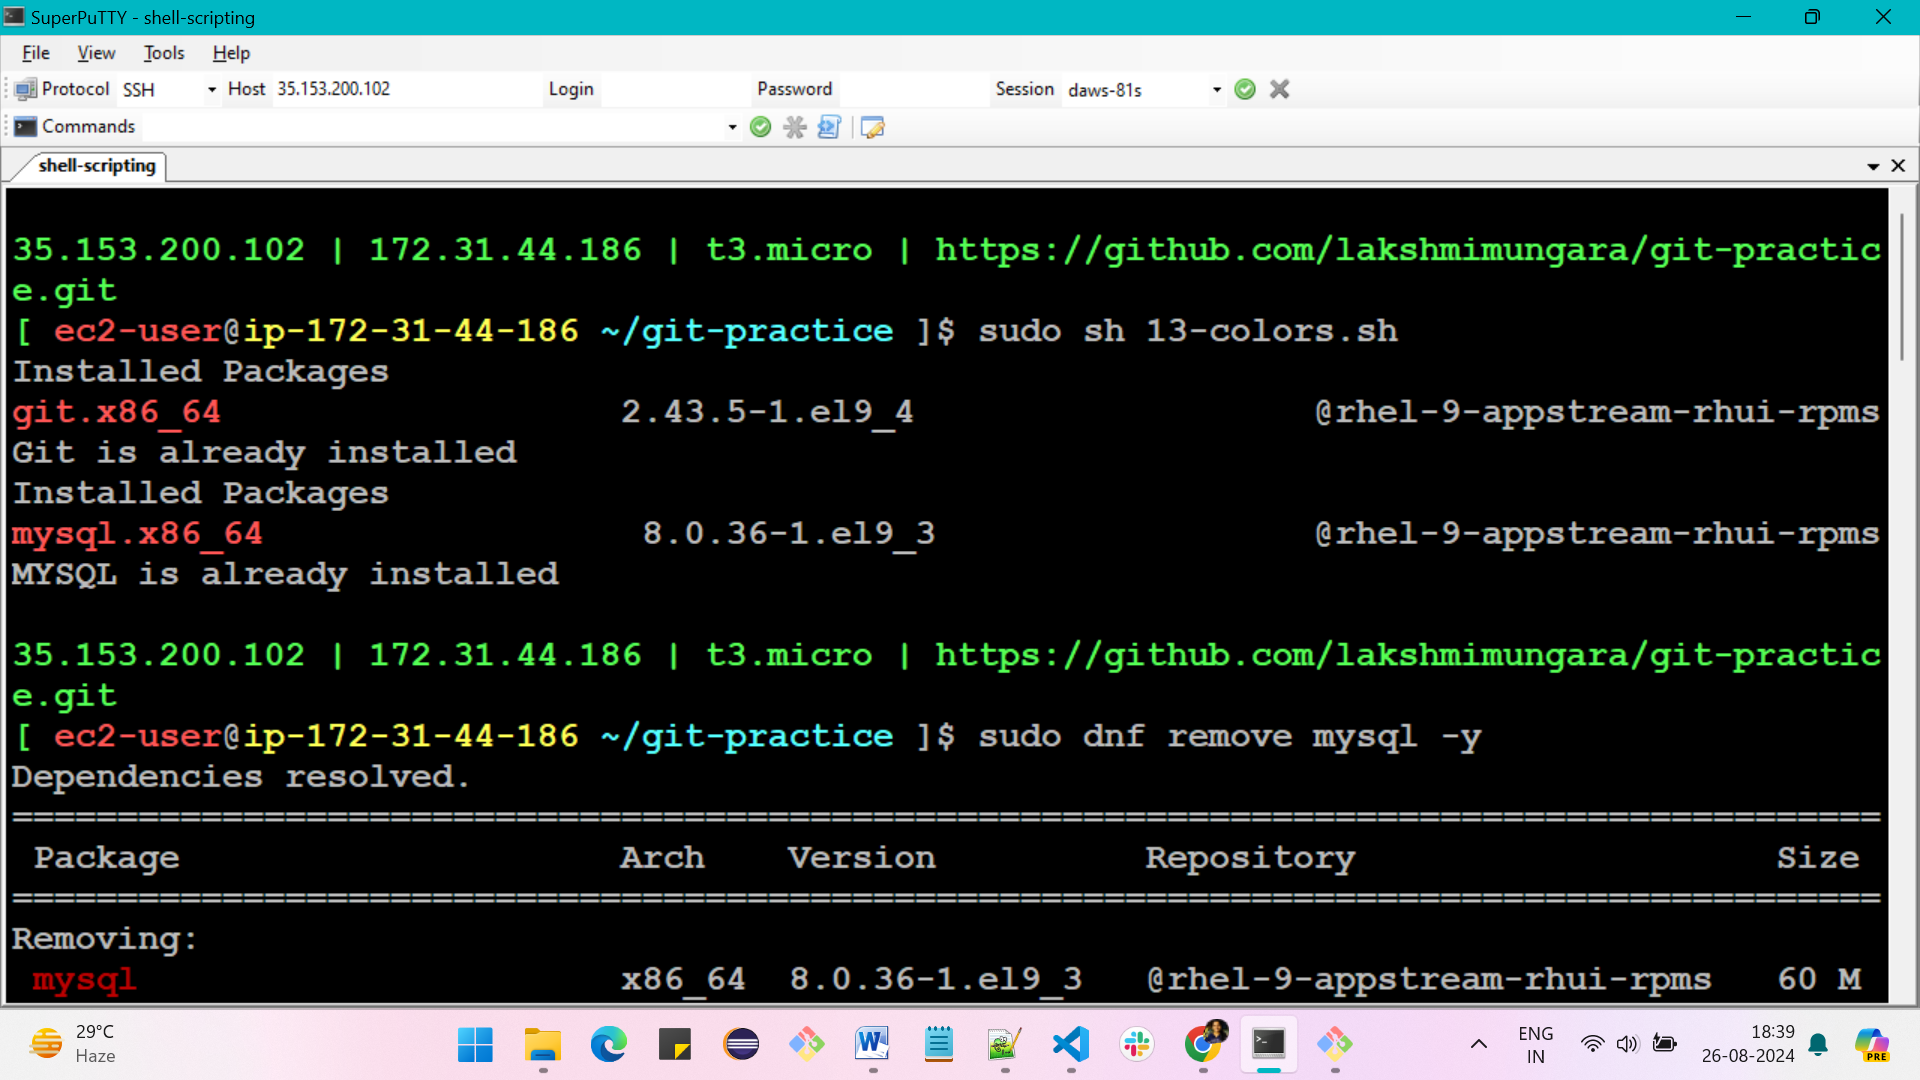 SuperPuTTY - shell-scripting
File View Tools Help
Protocol SSH Host 35.153.200.102 Login Password Session daws-81s
Commands
shell-scripting
35.153.200.102 | 172.31.44.186 | t3.micro | https://github.com/lakshmimungara/git-practic
e.git
[ ec2-user@ip-172-31-44-186 ~/git-practice ]$ sudo sh 13-colors.sh
Installed Packages
git.x86_64 2.43.5-1.el9_4 @rhel-9-appstream-rhui-rpms
Git is already installed
Installed Packages
mysql.x86_64 8.0.36-1.el9_3 @rhel-9-appstream-rhui-rpms
MYSQL is already installed
35.153.200.102 | 172.31.44.186 | t3.micro | https://github.com/lakshmimungara/git-practic
e.git
[ ec2-user@ip-172-31-44-186 ~/git-practice ]$ sudo dnf remove mysql -y
Dependencies resolved.
=========================================================================================
Package Arch Version Repository Size
=========================================================================================
Removing:
mysql x86_64 8.0.36-1.el9_3 @rhel-9-appstream-rhui-rpms 60 M
29°C
Haze
ENG
IN
18:39
26-08-2024
PRE